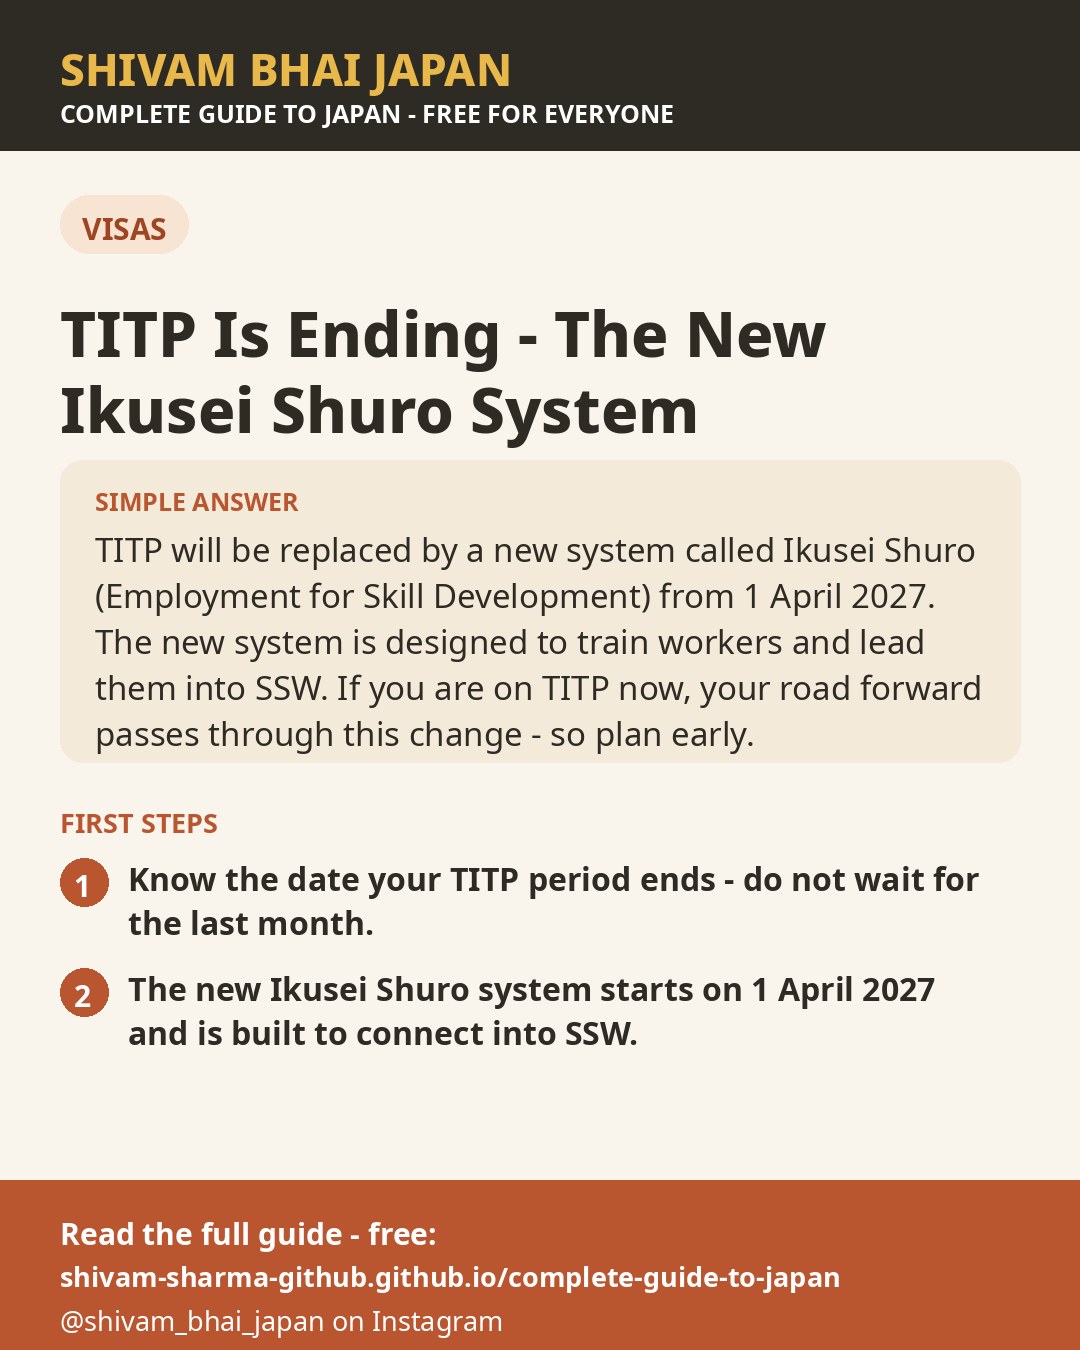 SHIVAM BHAI JAPAN
COMPLETE GUIDE TO JAPAN - FREE FOR EVERYONE
VISAS
TITP Is Ending - The New
Ikusei Shuro System
SIMPLE ANSWER
TITP will be replaced by a new system called Ikusei Shuro
(Employment for Skill Development) from 1 April 2027.
The new system is designed to train workers and lead
them into SSW. If you are on TITP now, your road forward
passes through this change - so plan early.
FIRST STEPS
1 Know the date your TITP period ends - do not wait for
the last month.
2 The new Ikusei Shuro system starts on 1 April 2027
and is built to connect into SSW.
Read the full guide - free:
shivam-sharma-github.github.io/complete-guide-to-japan
@shivam_bhai_japan on Instagram